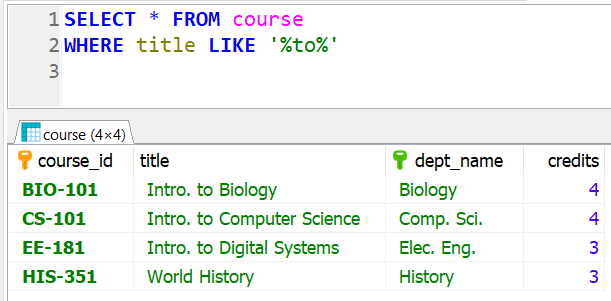 1 SELECT * FROM course
2 WHERE title LIKE '%to%'
3
course (4×4)
course_id title dept_name credits
BIO-101 Intro. to Biology Biology 4
CS-101 Intro. to Computer Science Comp. Sci. 4
EE-181 Intro. to Digital Systems Elec. Eng. 3
HIS-351 World History History 3